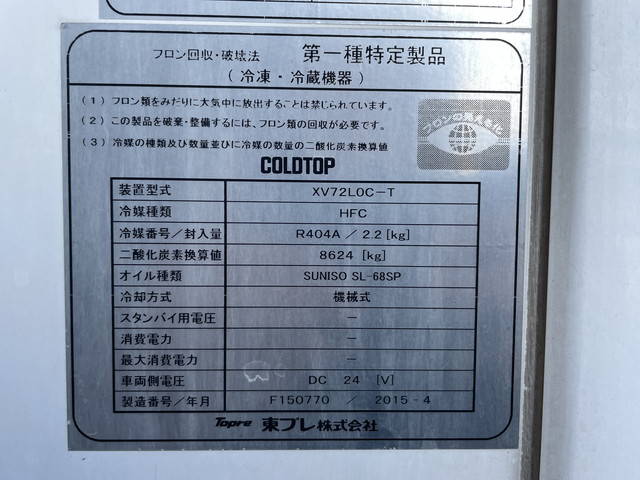 フロン回収・破壊法 第一種特定製品
(冷凍・冷蔵機器)
(1) フロン類をみだりに大気中に放出することは禁じられています。
(2) この製品を廃棄・整備するには、フロン類の回収が必要です。
(3) 冷媒の種類及び数量並びに冷媒の数量の二酸化炭素換算値
フロンの見える化
COLDTOP
装置型式 XV72L0C-T
冷媒種類 HFC
冷媒番号/封入量 R404A / 2.2 [kg]
二酸化炭素換算値 8624 [kg]
オイル種類 SUNISO SL-68SP
冷却方式 機械式
スタンバイ用電圧 —
消費電力 —
最大消費電力 —
車両側電圧 DC 24 [V]
製造番号/年月 F150770 / 2015-4
Topre 東プレ株式会社